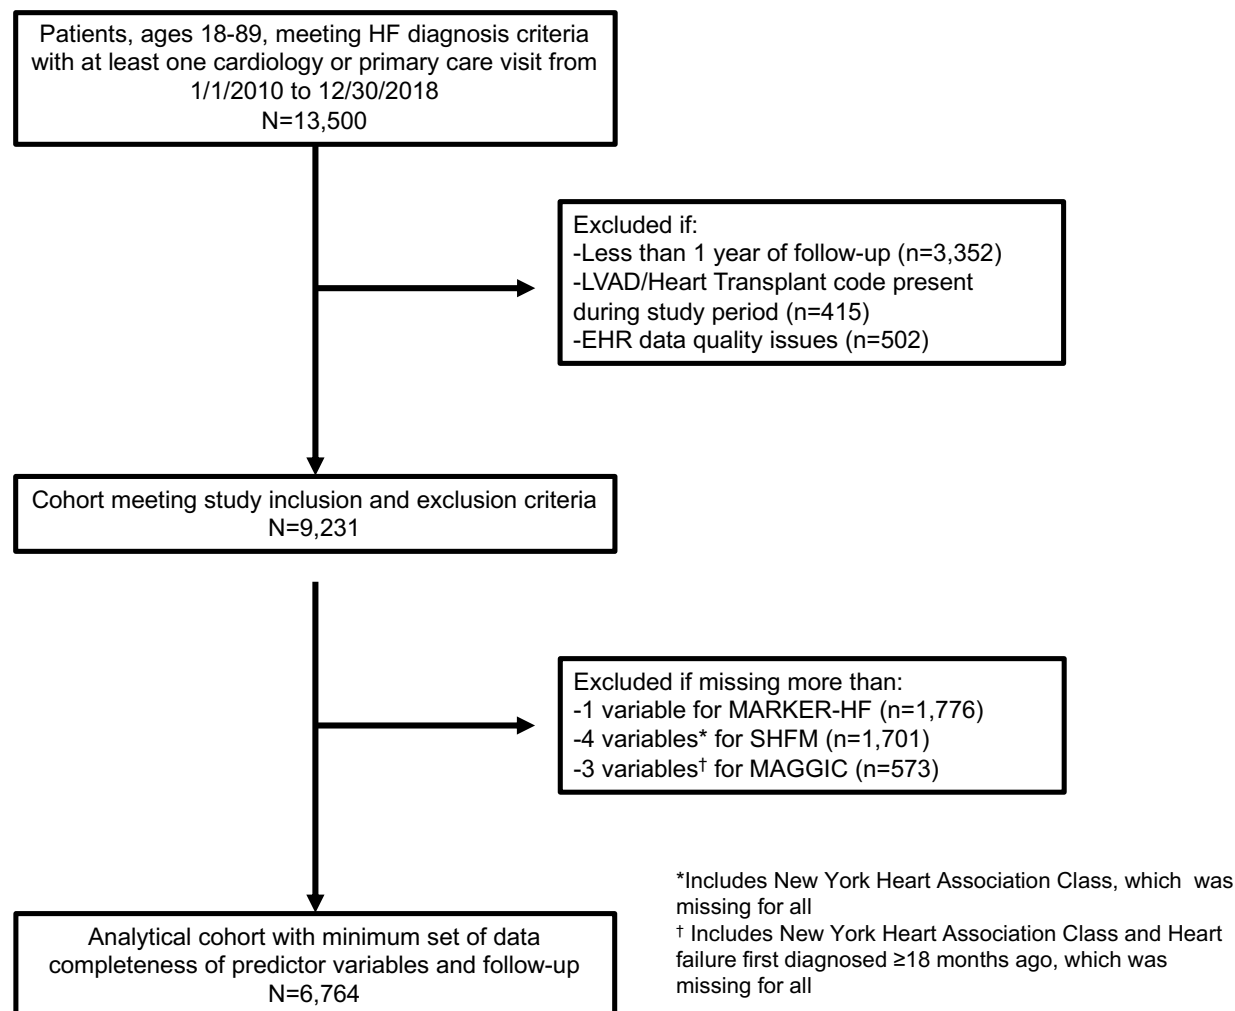 Patients, ages 18-89, meeting HF diagnosis criteria
with at least one cardiology or primary care visit from
1/1/2010 to 12/30/2018
N=13,500
Excluded if:
-Less than 1 year of follow-up (n=3,352)
-LVAD/Heart Transplant code present
during study period (n=415)
-EHR data quality issues (n=502)
Cohort meeting study inclusion and exclusion criteria
N=9,231
Excluded if missing more than:
-1 variable for MARKER-HF (n=1,776)
-4 variables* for SHFM (n=1,701)
-3 variables† for MAGGIC (n=573)
Analytical cohort with minimum set of data
completeness of predictor variables and follow-up
N=6,764
*Includes New York Heart Association Class, which was
missing for all
† Includes New York Heart Association Class and Heart
failure first diagnosed ≥18 months ago, which was
missing for all